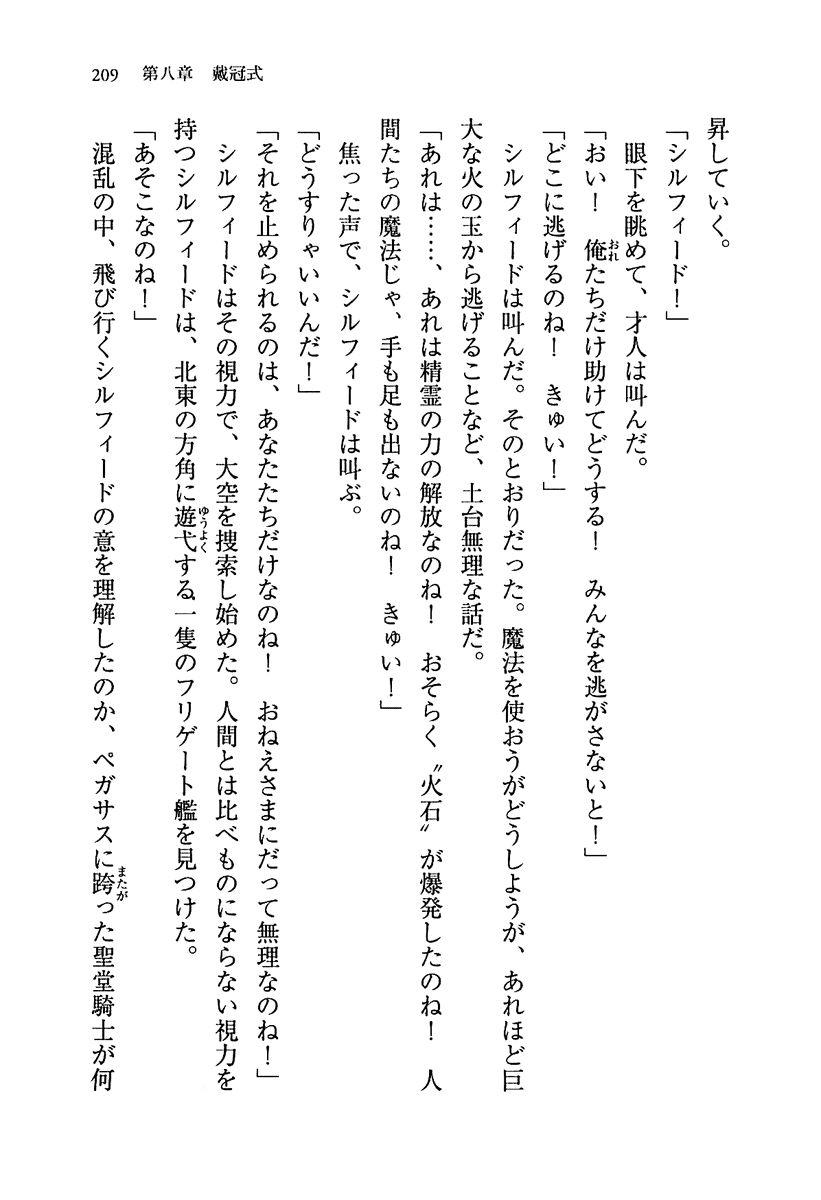 209　第八章　戴冠式
昇していく。
「シルフィード！」
眼下を眺めて、才人は叫んだ。
「おい！　俺たちだけ助けてどうする！　みんなを逃がさないと！」
「どこに逃げるのね！　きゅい！」
シルフィードは叫んだ。そのとおりだった。魔法を使おうがどうしようが、あれほど巨
大な火の玉から逃げることなど、土台無理な話だ。
「あれは……、あれは精霊の力の解放なのね！　おそらく〝火石〟が爆発したのね！　人
間たちの魔法じゃ、手も足も出ないのね！　きゅい！」
焦った声で、シルフィードは叫ぶ。
「どうすりゃいいんだ！」
「それを止められるのは、あなたたちだけなのね！　おねえさまにだって無理なのね！」
シルフィードはその視力で、大空を捜索し始めた。人間とは比べものにならない視力を
持つシルフィードは、北東の方角に遊弋する、一隻のフリゲート艦を見つけた。
「あそこなのね！」
混乱の中、飛び行くシルフィードの意を理解したのか、ペガサスに跨った聖堂騎士が何